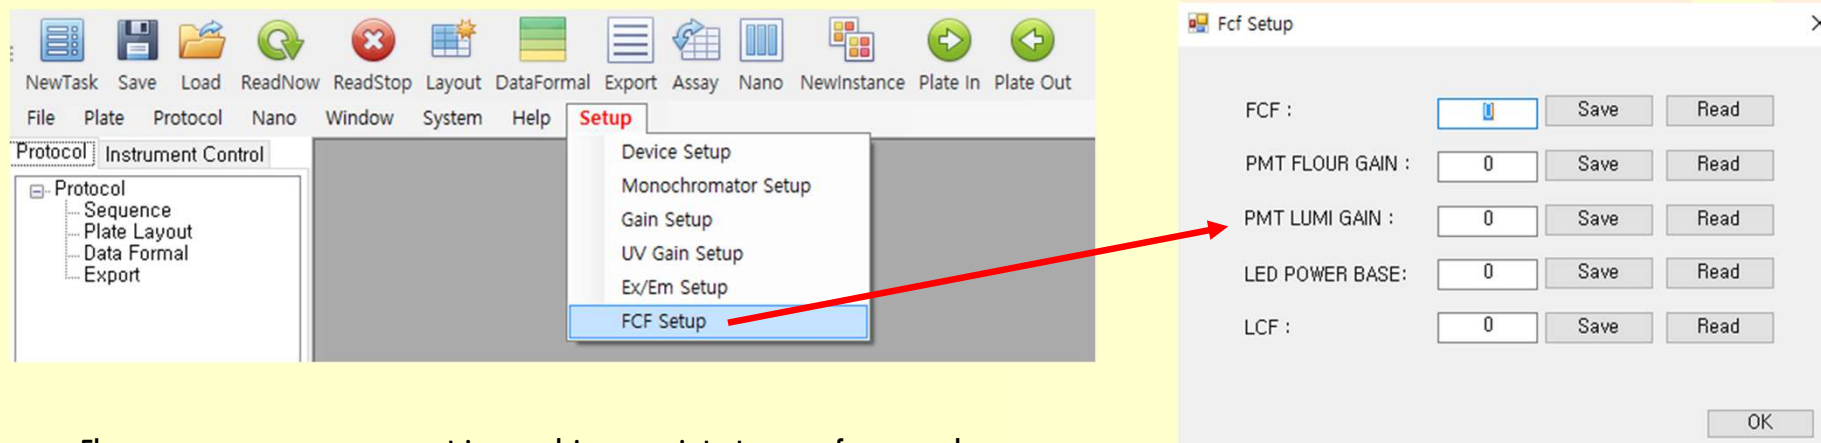 NewTask Save Load ReadNow ReadStop Layout DataFormal Export Assay Nano NewInstance Plate In Plate Out
File Plate Protocol Nano Window System Help Setup
Protocol Instrument Control
Protocol
Sequence
Plate Layout
Data Formal
Export
Device Setup
Monochromator Setup
Gain Setup
UV Gain Setup
Ex/Em Setup
FCF Setup
Fcf Setup
FCF : 0 Save Read
PMT FLOUR GAIN : 0 Save Read
PMT LUMI GAIN : 0 Save Read
LED POWER BASE: 0 Save Read
LCF : 0 Save Read
OK